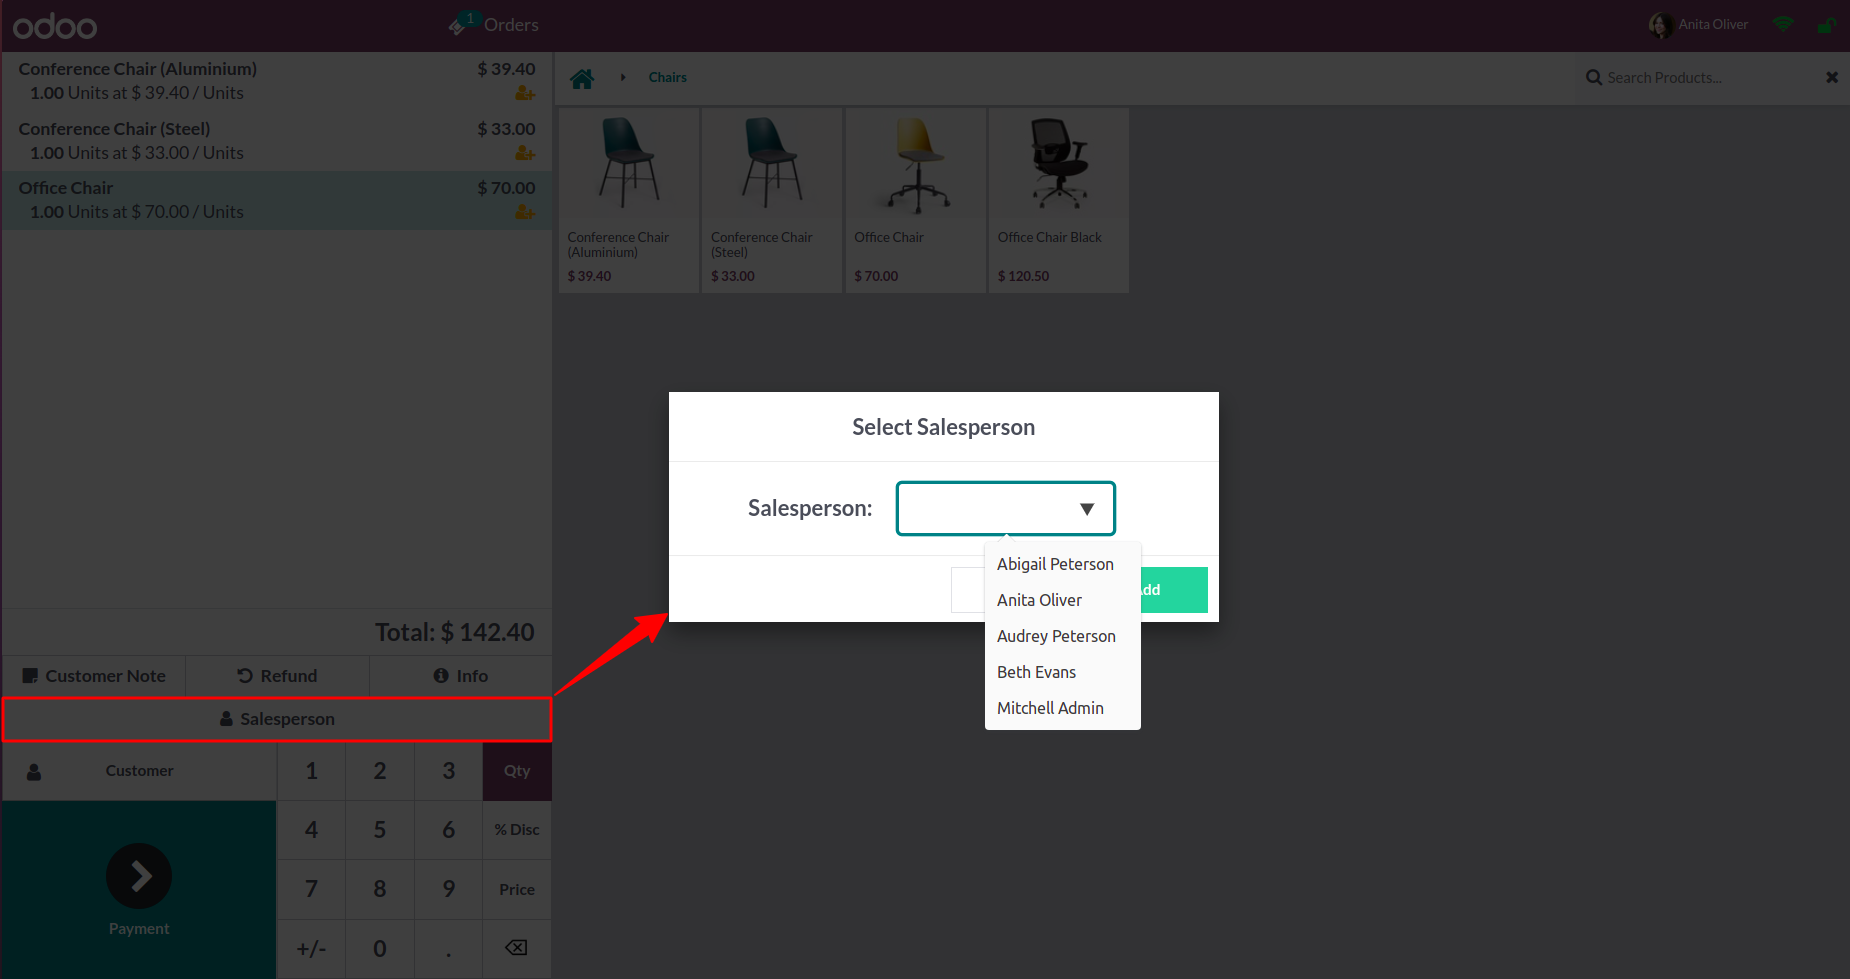 odoo
1
Orders
Anita Oliver
Conference Chair (Aluminium) $ 39.40
1.00 Units at $ 39.40 / Units
Conference Chair (Steel) $ 33.00
1.00 Units at $ 33.00 / Units
Office Chair $ 70.00
1.00 Units at $ 70.00 / Units
Chairs
Search Products...
Conference Chair
(Aluminium)
$ 39.40
Conference Chair
(Steel)
$ 33.00
Office Chair
$ 70.00
Office Chair Black
$ 120.50
Select Salesperson
Salesperson:
Abigail Peterson
Anita Oliver
Audrey Peterson
Beth Evans
Mitchell Admin
Total: $ 142.40
Customer Note
Refund
Info
Salesperson
Customer
1 2 3 Qty
4 5 6 % Disc
7 8 9 Price
+/- 0 .
Payment